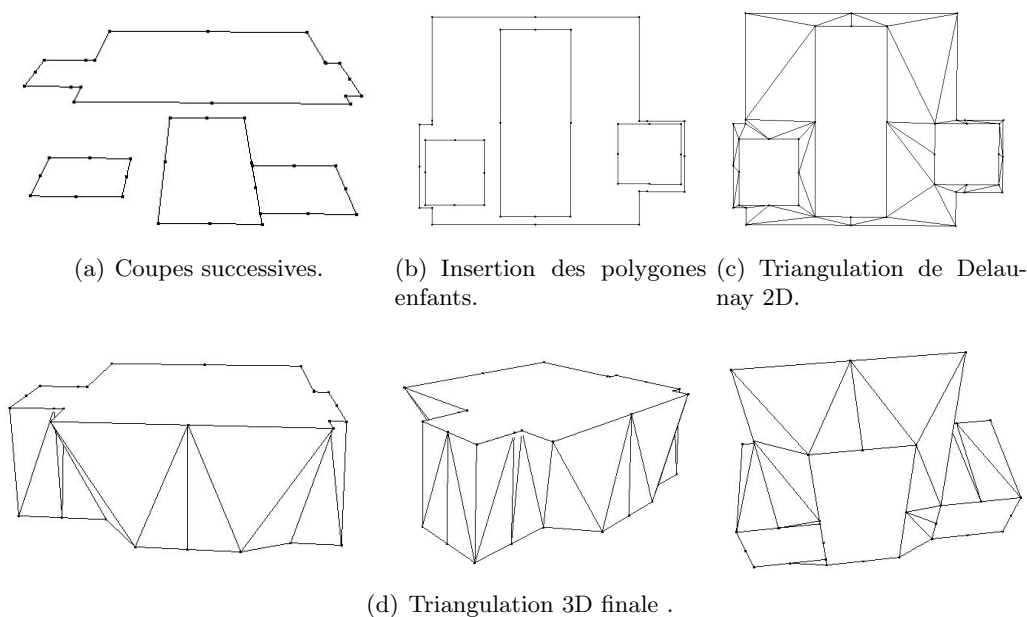 (a) Coupes successives.
(b) Insertion des polygones
enfants.
(c) Triangulation de Delau-
nay 2D.
(d) Triangulation 3D finale .